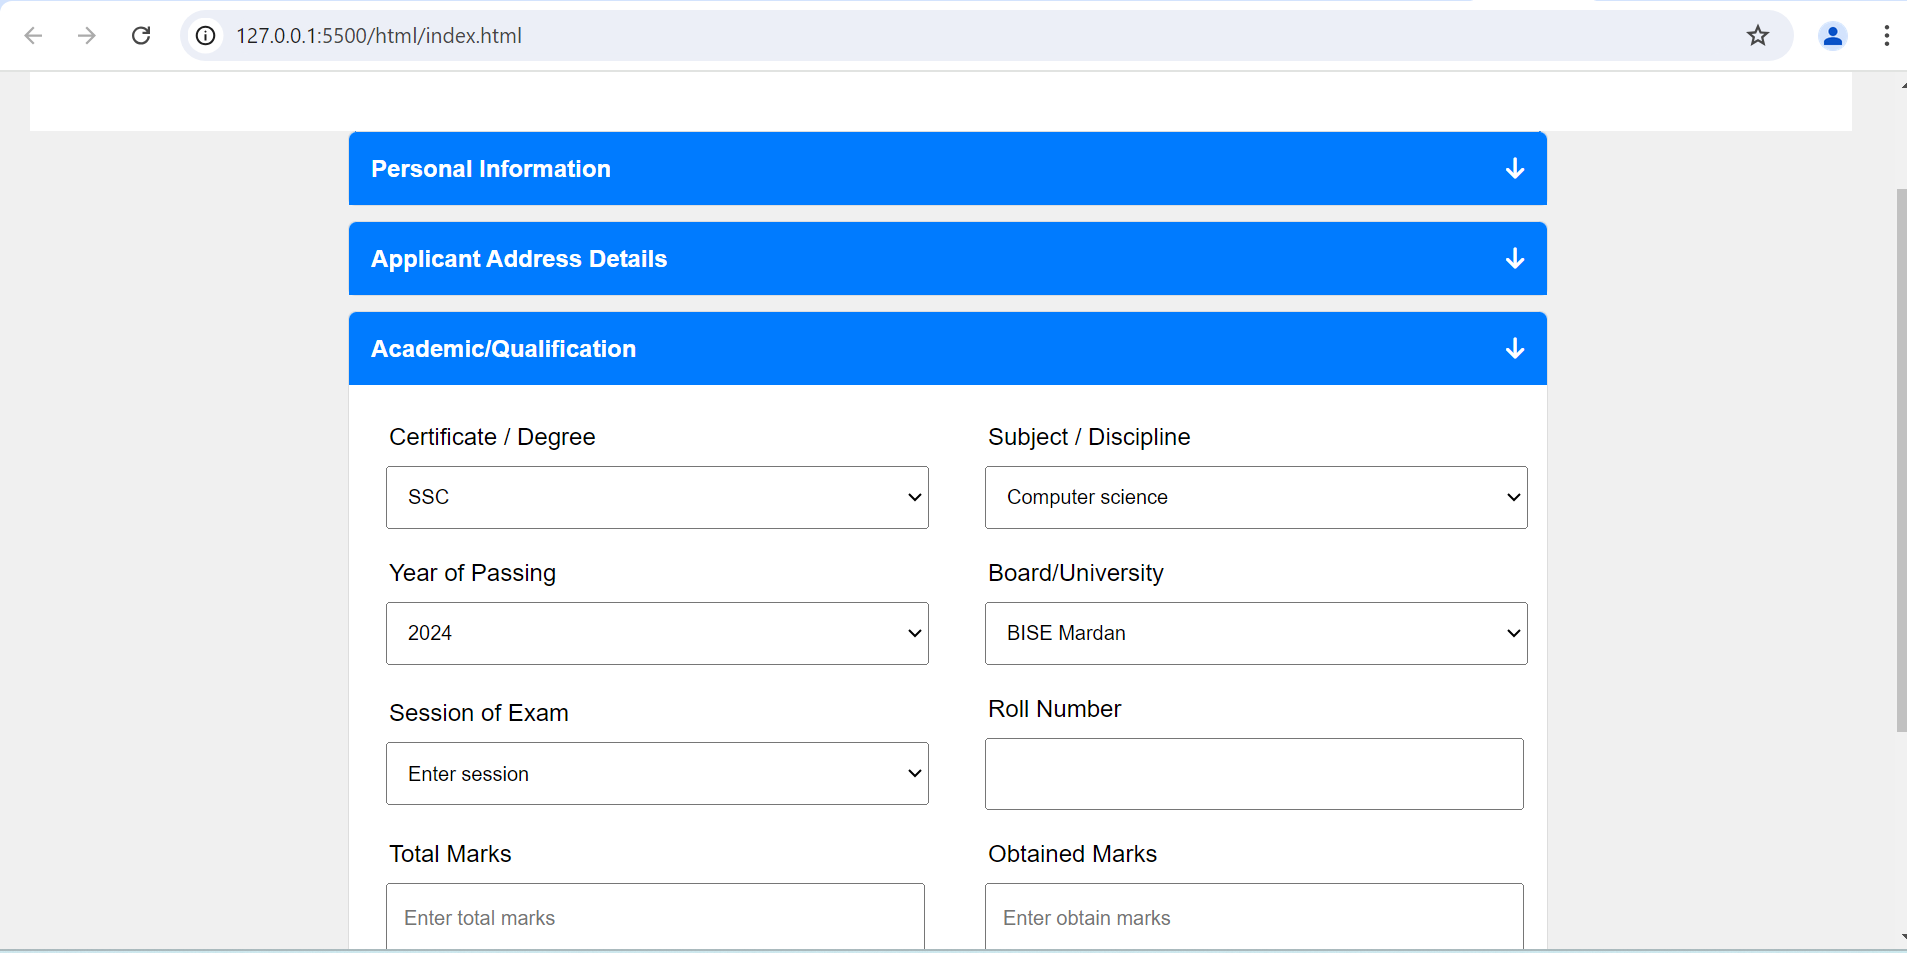 127.0.0.1:5500/html/index.html
Personal Information
Applicant Address Details
Academic/Qualification
Certificate / Degree
Subject / Discipline
SSC
Computer science
Year of Passing
Board/University
2024
BISE Mardan
Session of Exam
Roll Number
Enter session
Total Marks
Obtained Marks
Enter total marks
Enter obtain marks